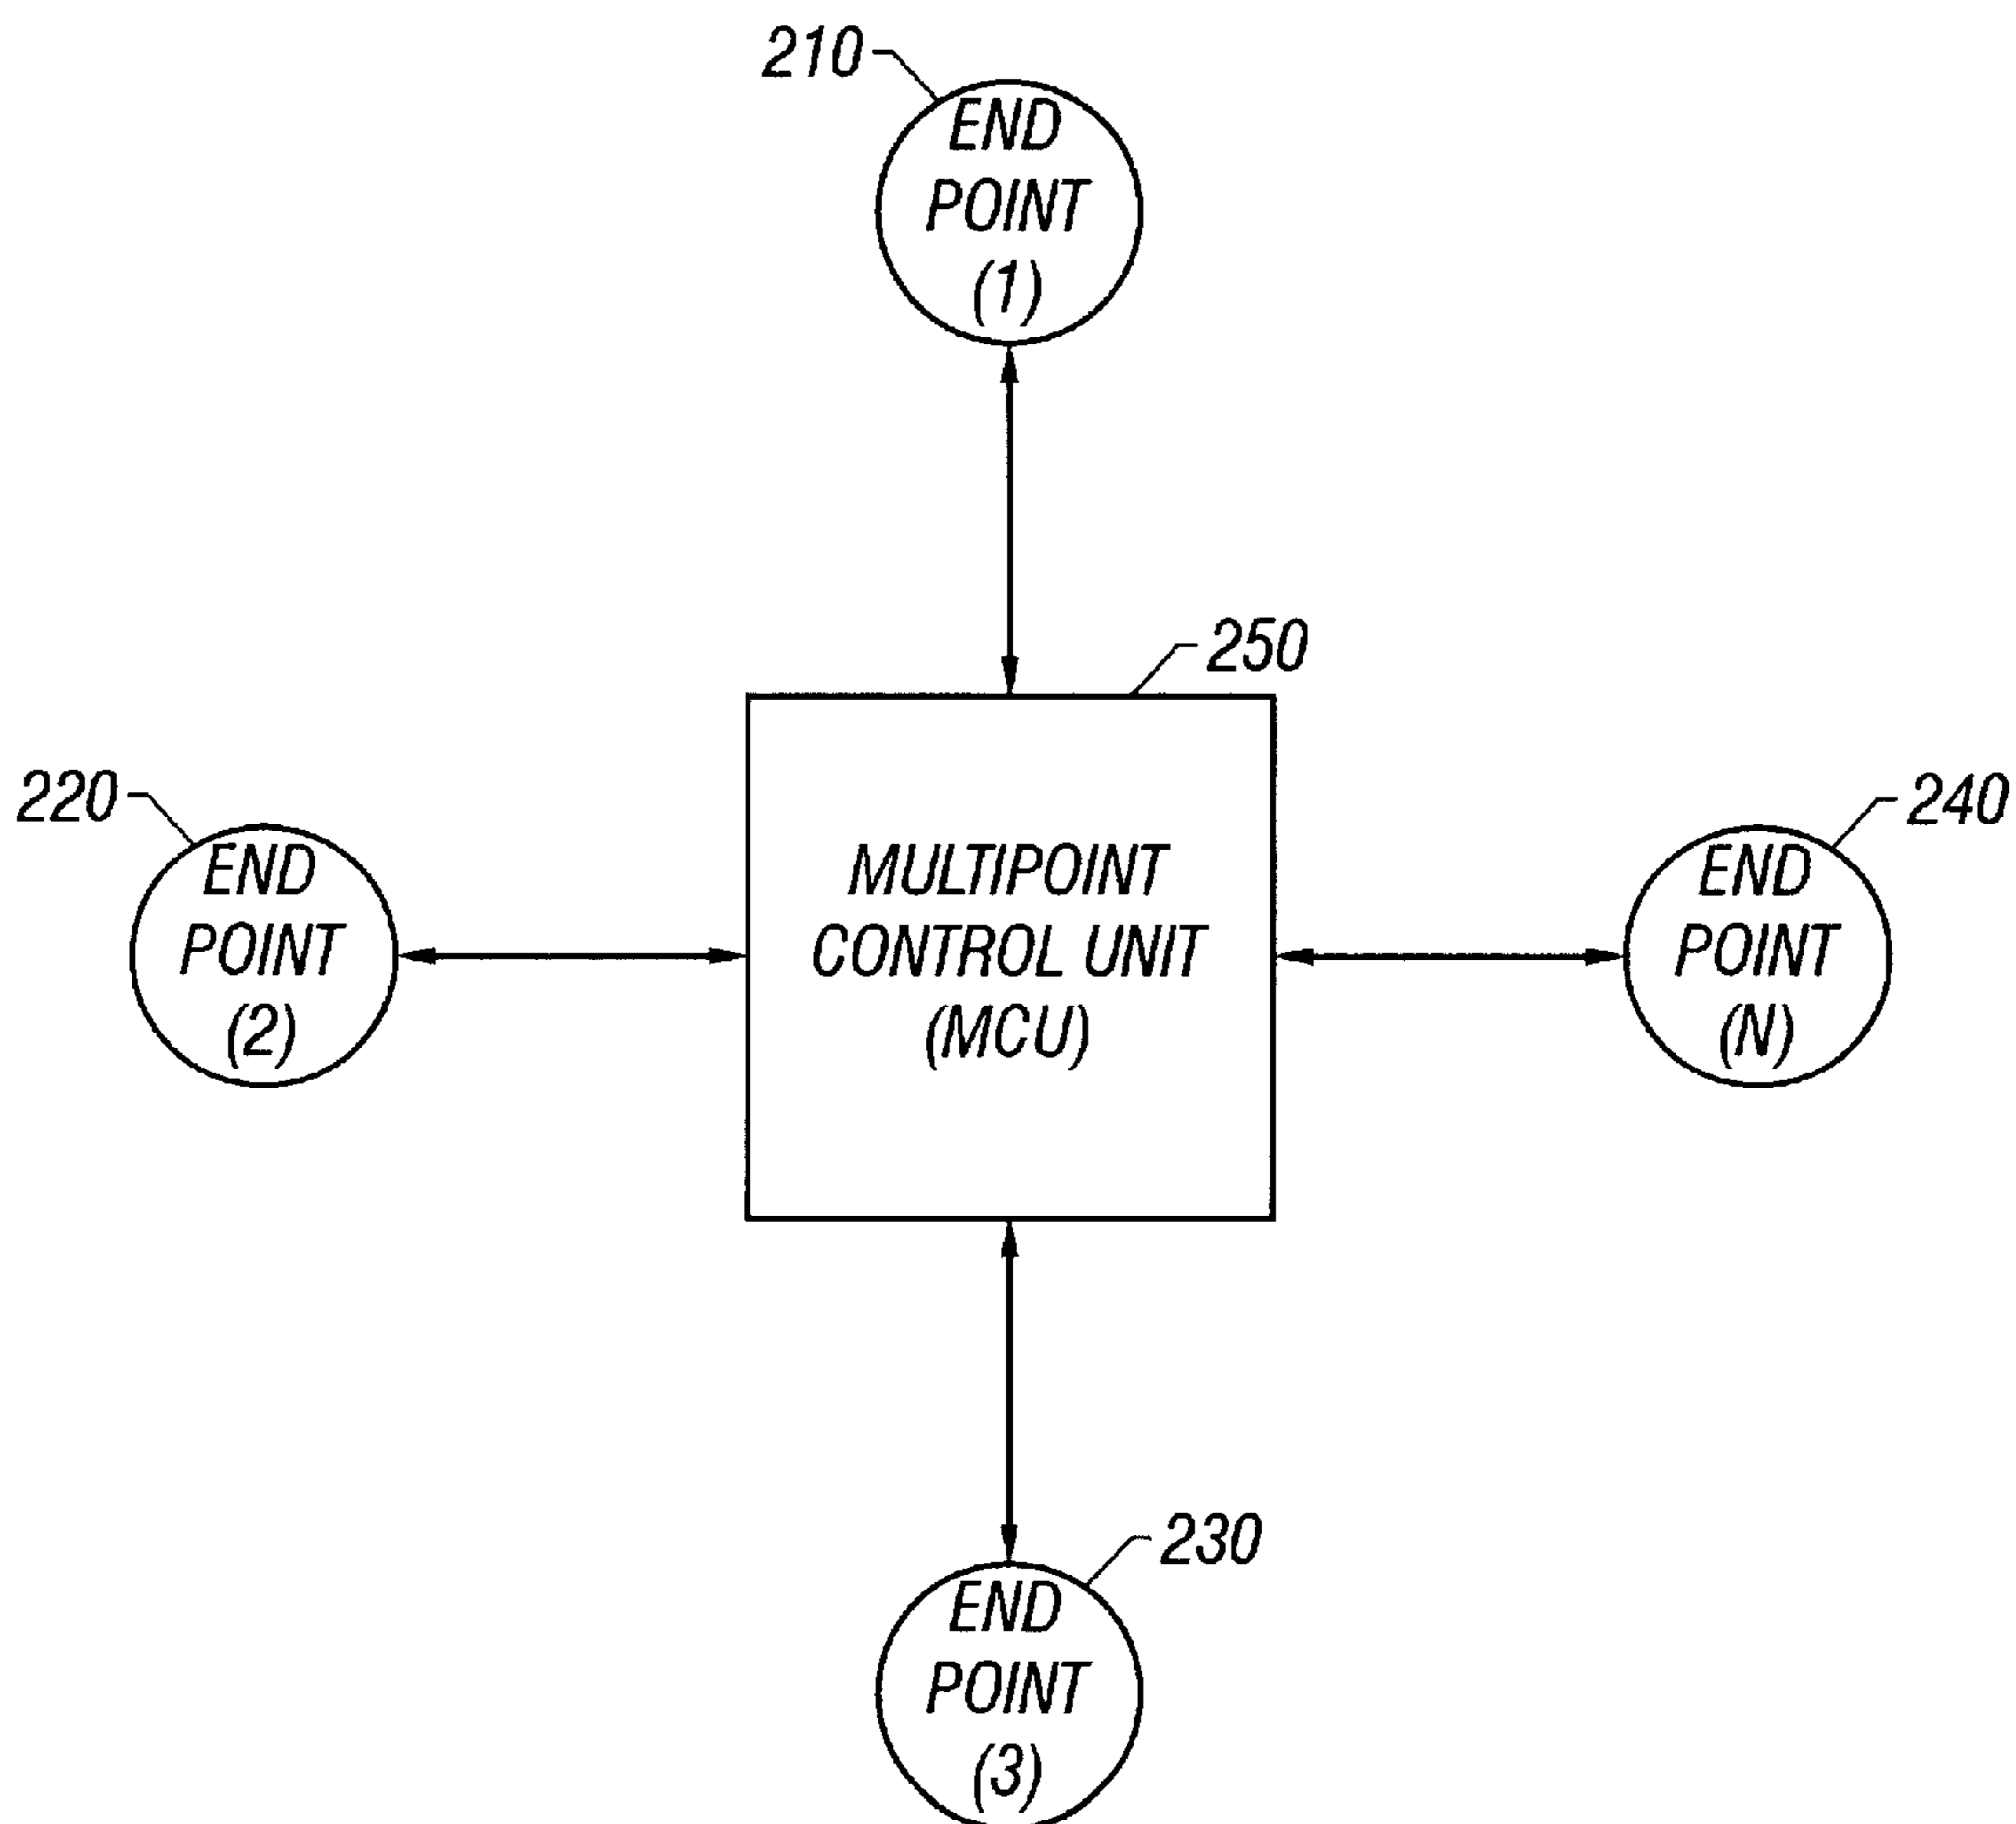 210
END
POINT
(1)
250
220
END
POINT
(2)
MULTIPOINT
CONTROL UNIT
(MCU)
240
END
POINT
(N)
230
END
POINT
(3)